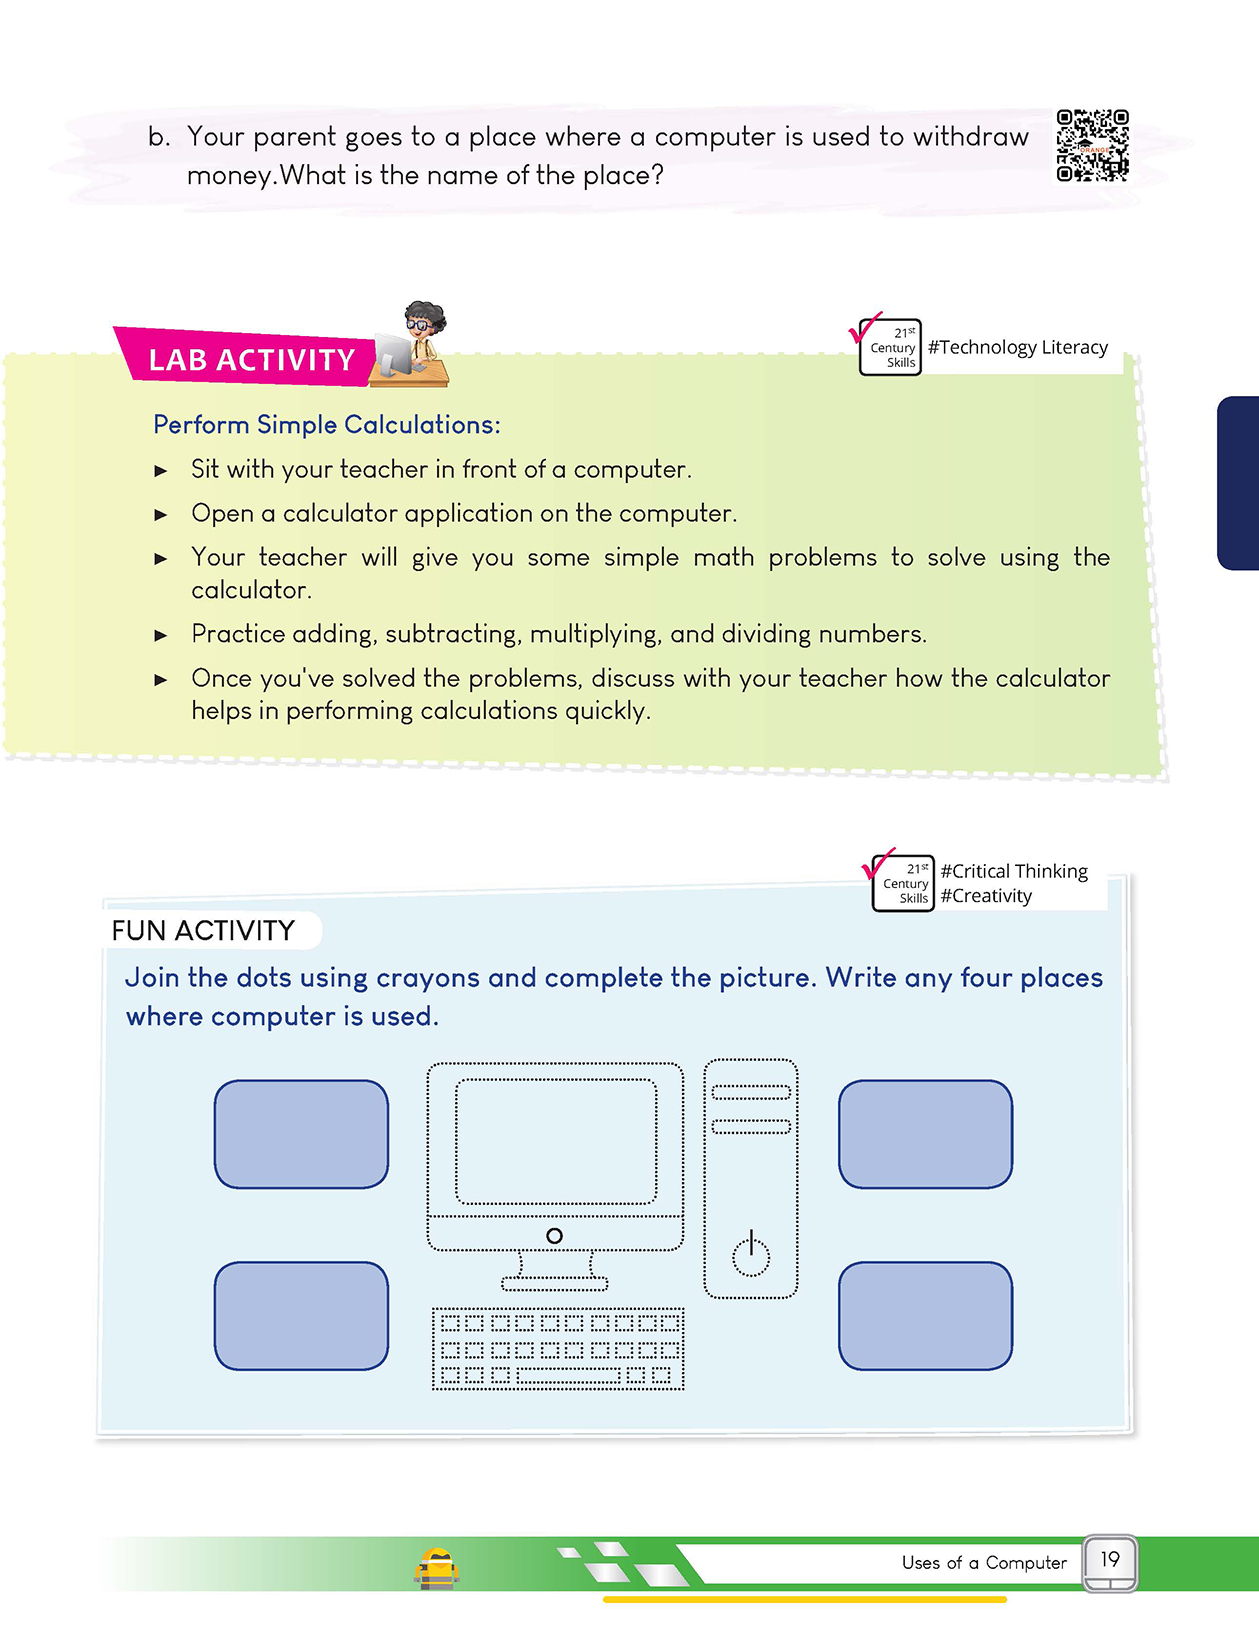 b. Your parent goes to a place where a computer is used to withdraw
money.What is the name of the place?
ORANGE
LAB ACTIVITY
21st
Century
Skills
#Technology Literacy
Perform Simple Calculations:
► Sit with your teacher in front of a computer.
► Open a calculator application on the computer.
► Your teacher will give you some simple math problems to solve using the
calculator.
► Practice adding, subtracting, multiplying, and dividing numbers.
► Once you've solved the problems, discuss with your teacher how the calculator
helps in performing calculations quickly.
21st
Century
Skills
#Critical Thinking
#Creativity
FUN ACTIVITY
Join the dots using crayons and complete the picture. Write any four places
where computer is used.
Uses of a Computer 19